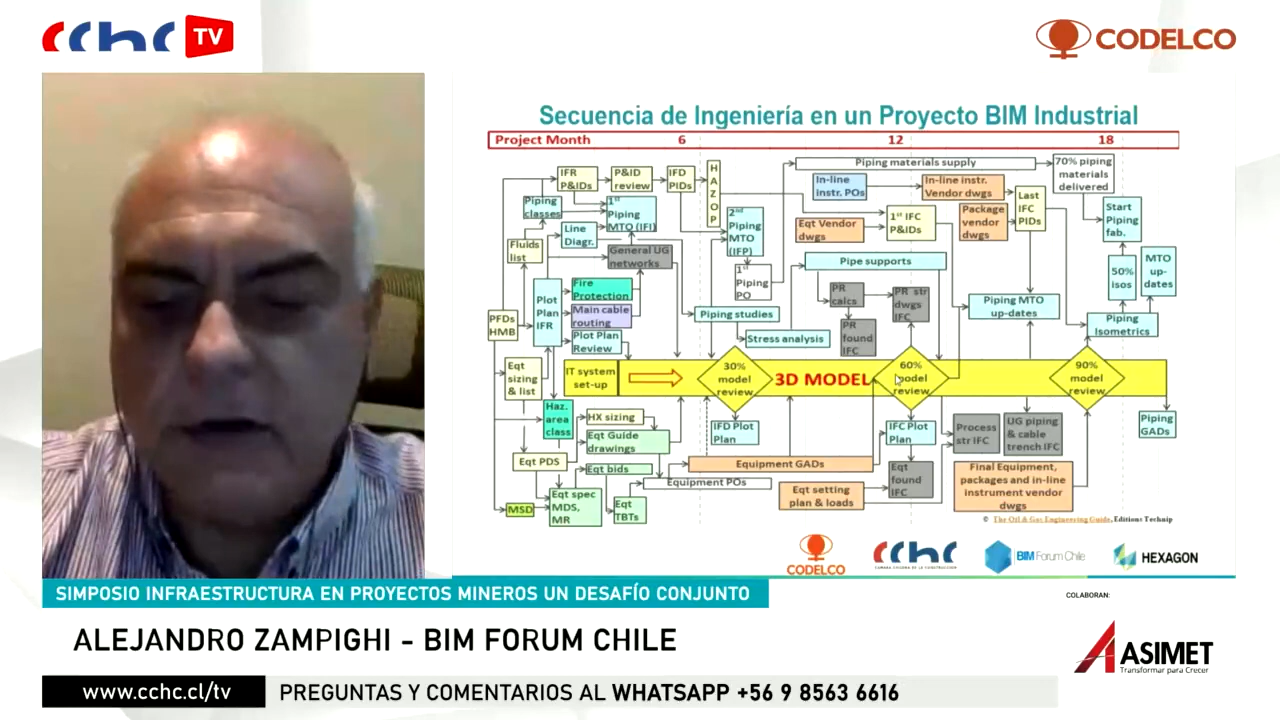 CChC TV
CODELCO
Secuencia de Ingeniería en un Proyecto BIM Industrial
Project Month 6 12 18
IFR
P&IDs
P&ID
review
IFD
PIDs
H
A
Z
O
P
Piping materials supply
70% piping
materials
delivered
In-line
instr. POs
In-line instr.
Vendor dwgs
Last
IFC
PIDs
Piping
classes
1st
Piping
MTO (IFI)
2nd
Piping
MTO
(IFP)
Eqt Vendor
dwgs
1st IFC
P&IDs
Package
vendor
dwgs
Start
Piping
fab.
Line
Diagr.
Fluids
list
General UG
networks
1st
Piping
PO
Pipe supports
50%
isos
MTO
up-
dates
Plot
Plan
IFR
Fire
Protection
Main cable
routing
Plot Plan
Review
PFDs
HMB
Piping studies
Stress analysis
PR
calcs
PR str
dwgs
IFC
PR
found
IFC
Piping MTO
up-dates
Piping
Isometrics
Eqt
sizing
& list
IT system
set-up
30%
model
review
3D MODEL
60%
model
review
90%
model
review
Haz.
area
class
HX sizing
Eqt Guide
drawings
IFD Plot
Plan
IFC Plot
Plan
Process
str IFC
UG piping
& cable
trench IFC
Piping
GADs
Eqt PDS
Eqt bids
Equipment GADs
Equipment POs
Eqt
found
IFC
Final Equipment,
packages and in-line
instrument vendor
dwgs
MSD
Eqt spec
MDS,
MR
Eqt
TBTs
Eqt setting
plan & loads
© The Oil & Gas Engineering Guide, Editions Technip
CODELCO
CChC
CÁMARA CHILENA DE LA CONSTRUCCIÓN
BIM Forum Chile
HEXAGON
SIMPOSIO INFRAESTRUCTURA EN PROYECTOS MINEROS UN DESAFÍO CONJUNTO
COLABORAN:
ALEJANDRO ZAMPIGHI - BIM FORUM CHILE
ASIMET
Transformar para Crecer
www.cchc.cl/tv
PREGUNTAS Y COMENTARIOS AL WHATSAPP +56 9 8563 6616